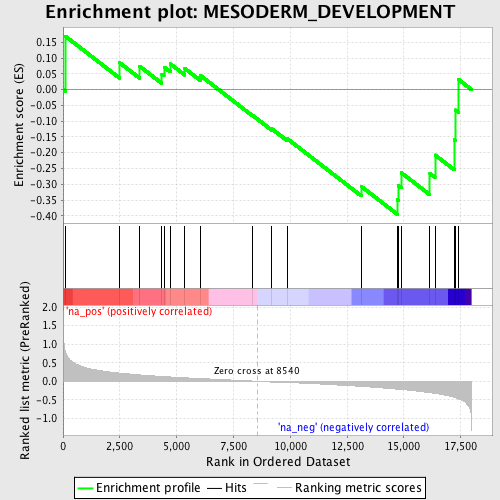 Enrichment plot: MESODERM_DEVELOPMENT
Enrichment score (ES)
0.15
0.10
0.05
0.00
-0.05
-0.10
-0.15
-0.20
-0.25
-0.30
-0.35
-0.40
'na_pos' (positively correlated)
Ranked list metric (PreRanked)
2.0
1.5
1.0
0.5
0.0
-0.5
-1.0
Zero cross at 8540
'na_neg' (negatively correlated)
0 2,500 5,000 7,500 10,000 12,500 15,000 17,500
Rank in Ordered Dataset
Enrichment profile Hits Ranking metric scores